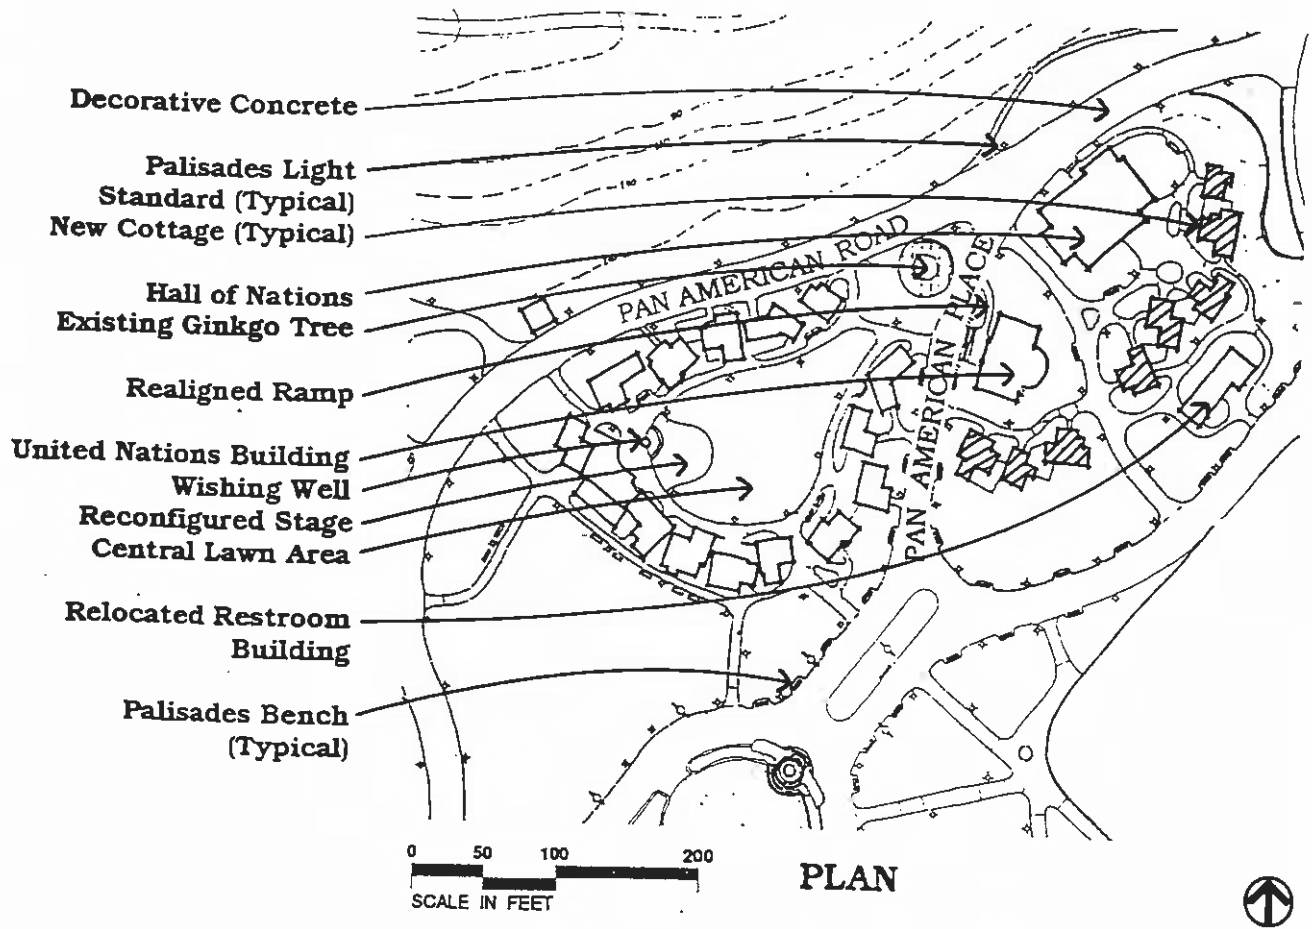 Decorative Concrete
Palisades Light
Standard (Typical)
New Cottage (Typical)
Hall of Nations
Existing Ginkgo Tree
Realigned Ramp
United Nations Building
Wishing Well
Reconfigured Stage
Central Lawn Area
Relocated Restroom
Building
Palisades Bench
(Typical)
PAN AMERICAN ROAD
PAN AMERICAN PLACE
0 50 100 200
SCALE IN FEET
PLAN